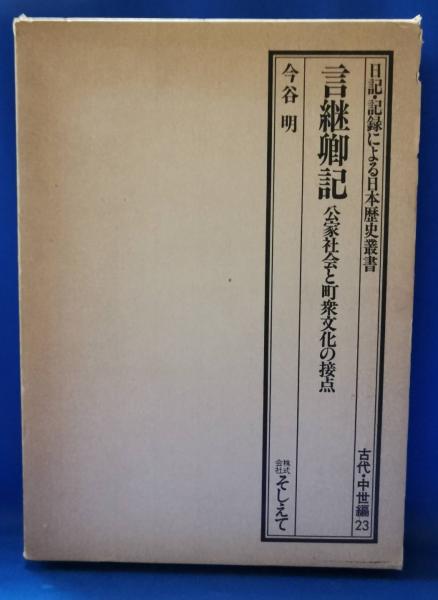 日記・記録による日本歴史叢書
古代・中世編23
言継卿記
公家社会と町衆文化の接点
今谷 明
株式会社そしえて